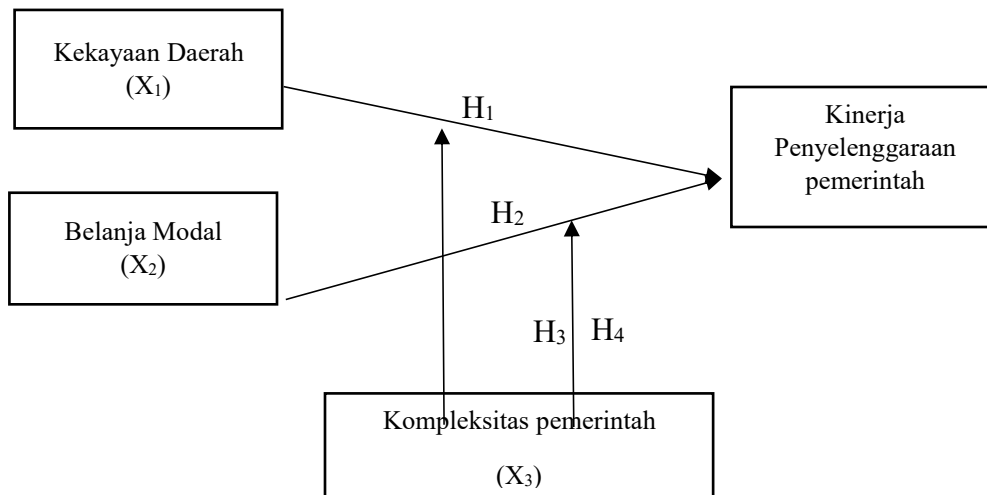 Kekayaan Daerah
(X₁)
H₁
Kinerja
Penyelenggaraan
pemerintah
Belanja Modal
(X₂)
H₂
H₃
H₄
Kompleksitas pemerintah
(X₃)